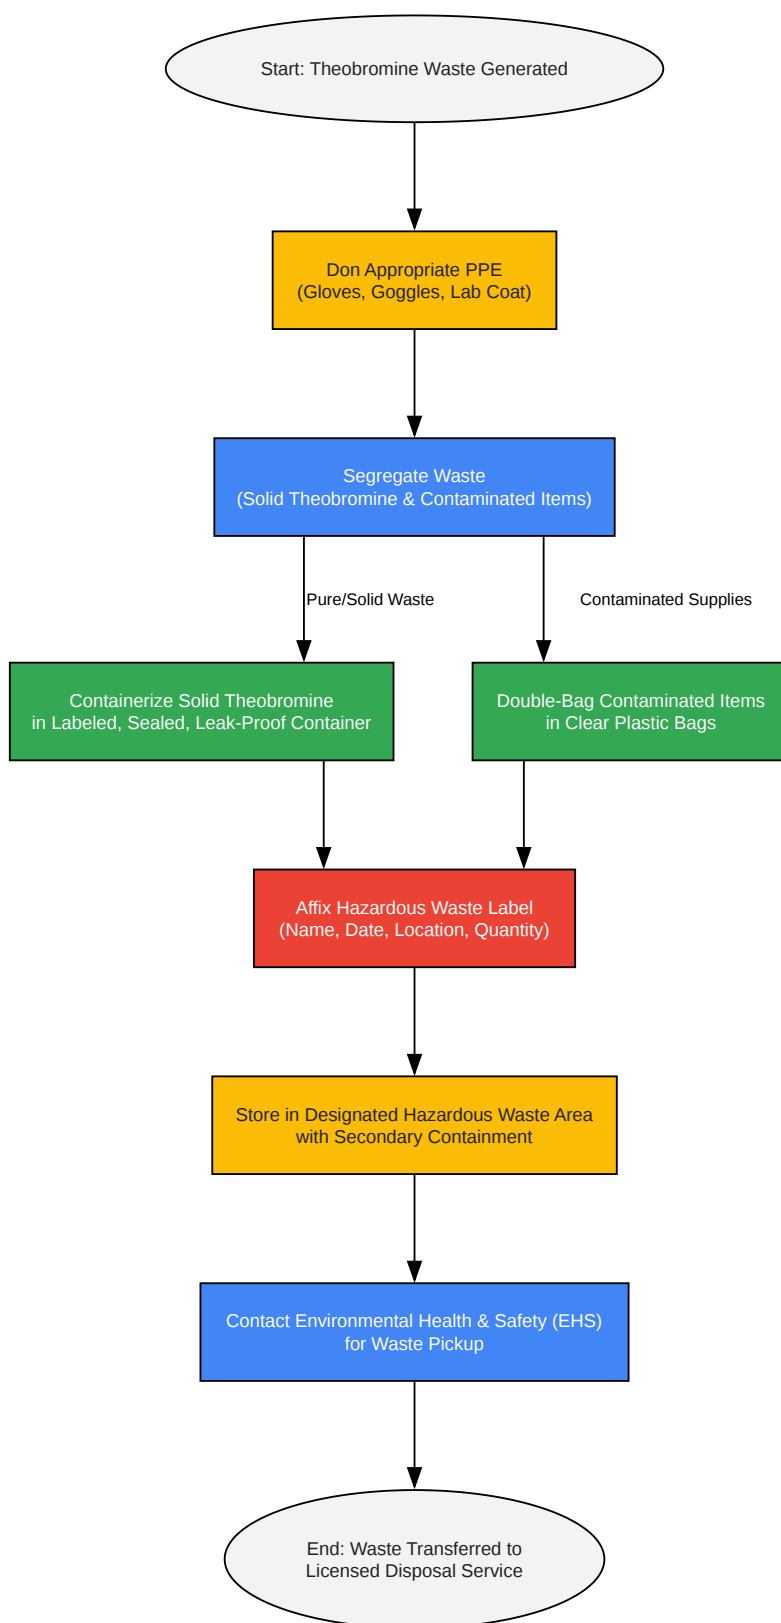 Start: Theobromine Waste Generated
Don Appropriate PPE
(Gloves, Goggles, Lab Coat)
Segregate Waste
(Solid Theobromine & Contaminated Items)
Pure/Solid Waste
Contaminated Supplies
Containerize Solid Theobromine
in Labeled, Sealed, Leak-Proof Container
Double-Bag Contaminated Items
in Clear Plastic Bags
Affix Hazardous Waste Label
(Name, Date, Location, Quantity)
Store in Designated Hazardous Waste Area
with Secondary Containment
Contact Environmental Health & Safety (EHS)
for Waste Pickup
End: Waste Transferred to
Licensed Disposal Service